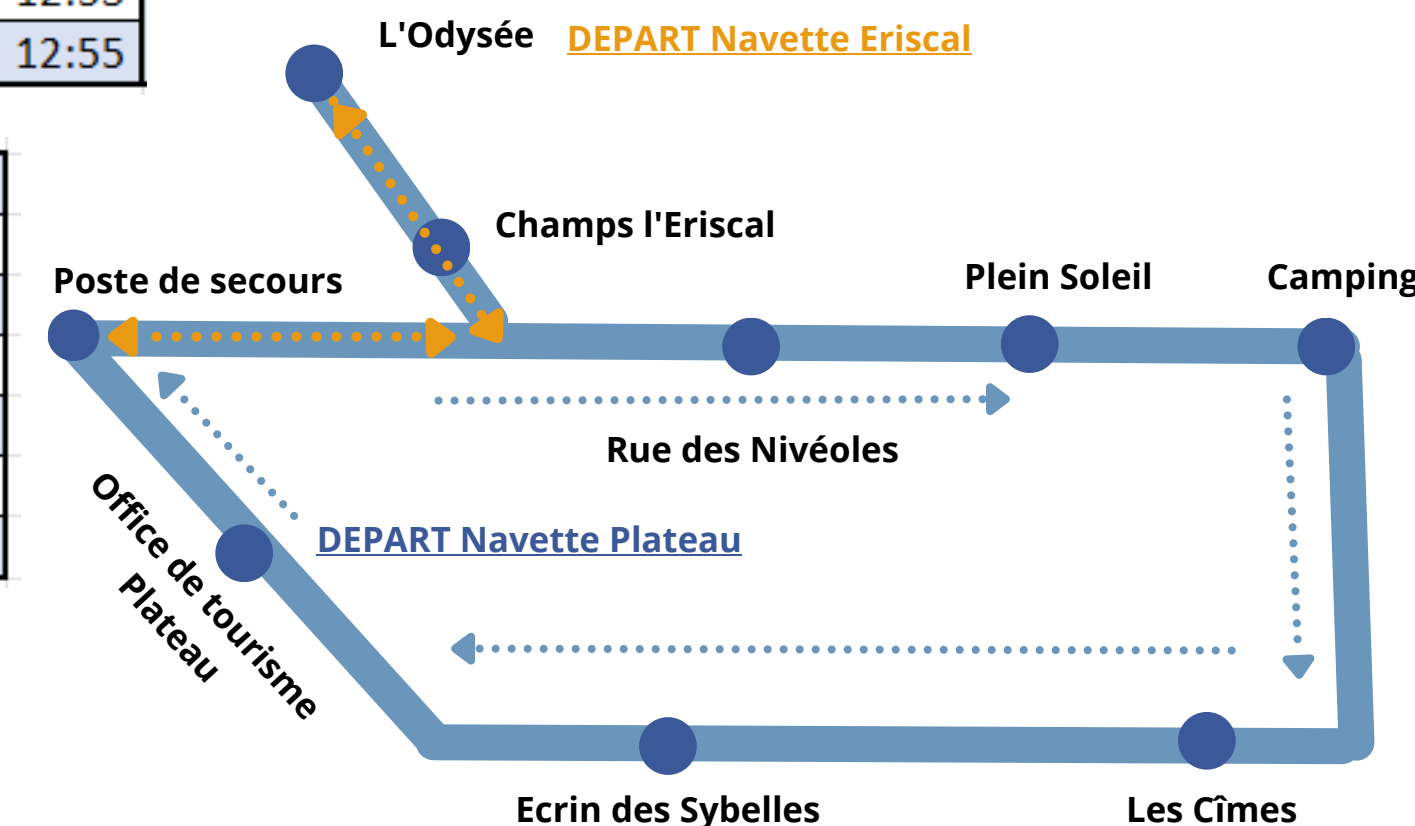 12:55
L'Odysée
DEPART Navette Eriscal
Champs l'Eriscal
Poste de secours
Plein Soleil
Camping
Rue des Nivéoles
DEPART Navette Plateau
Office de tourisme
Plateau
Ecrin des Sybelles
Les Cîmes